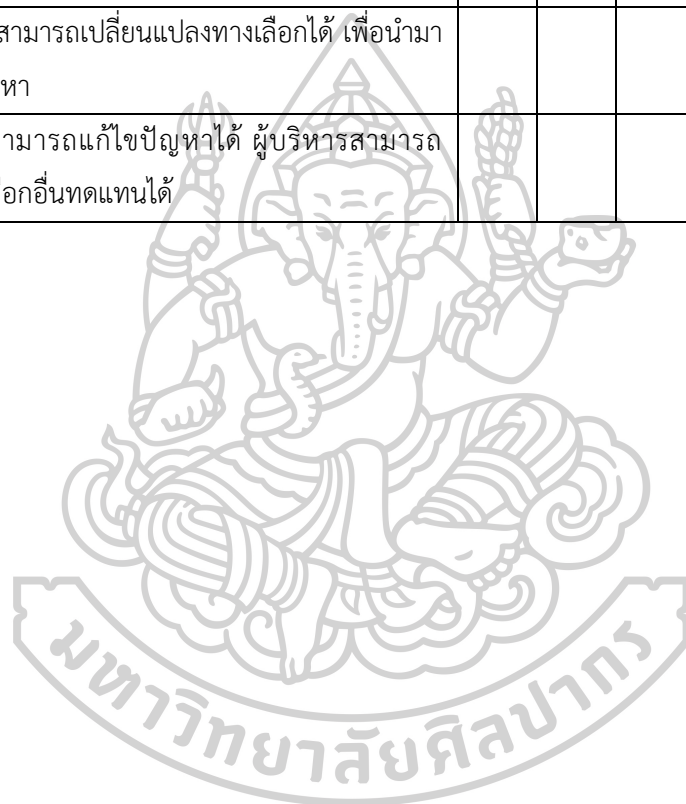 สามารถเปลี่ยนแปลงทางเลือกได้ เพื่อนำมา
หา
ามารถแก้ไขปัญหาได้ ผู้บริหารสามารถ
ือกอื่นทดแทนได้
มหาวิทยาลัยศิลปากร